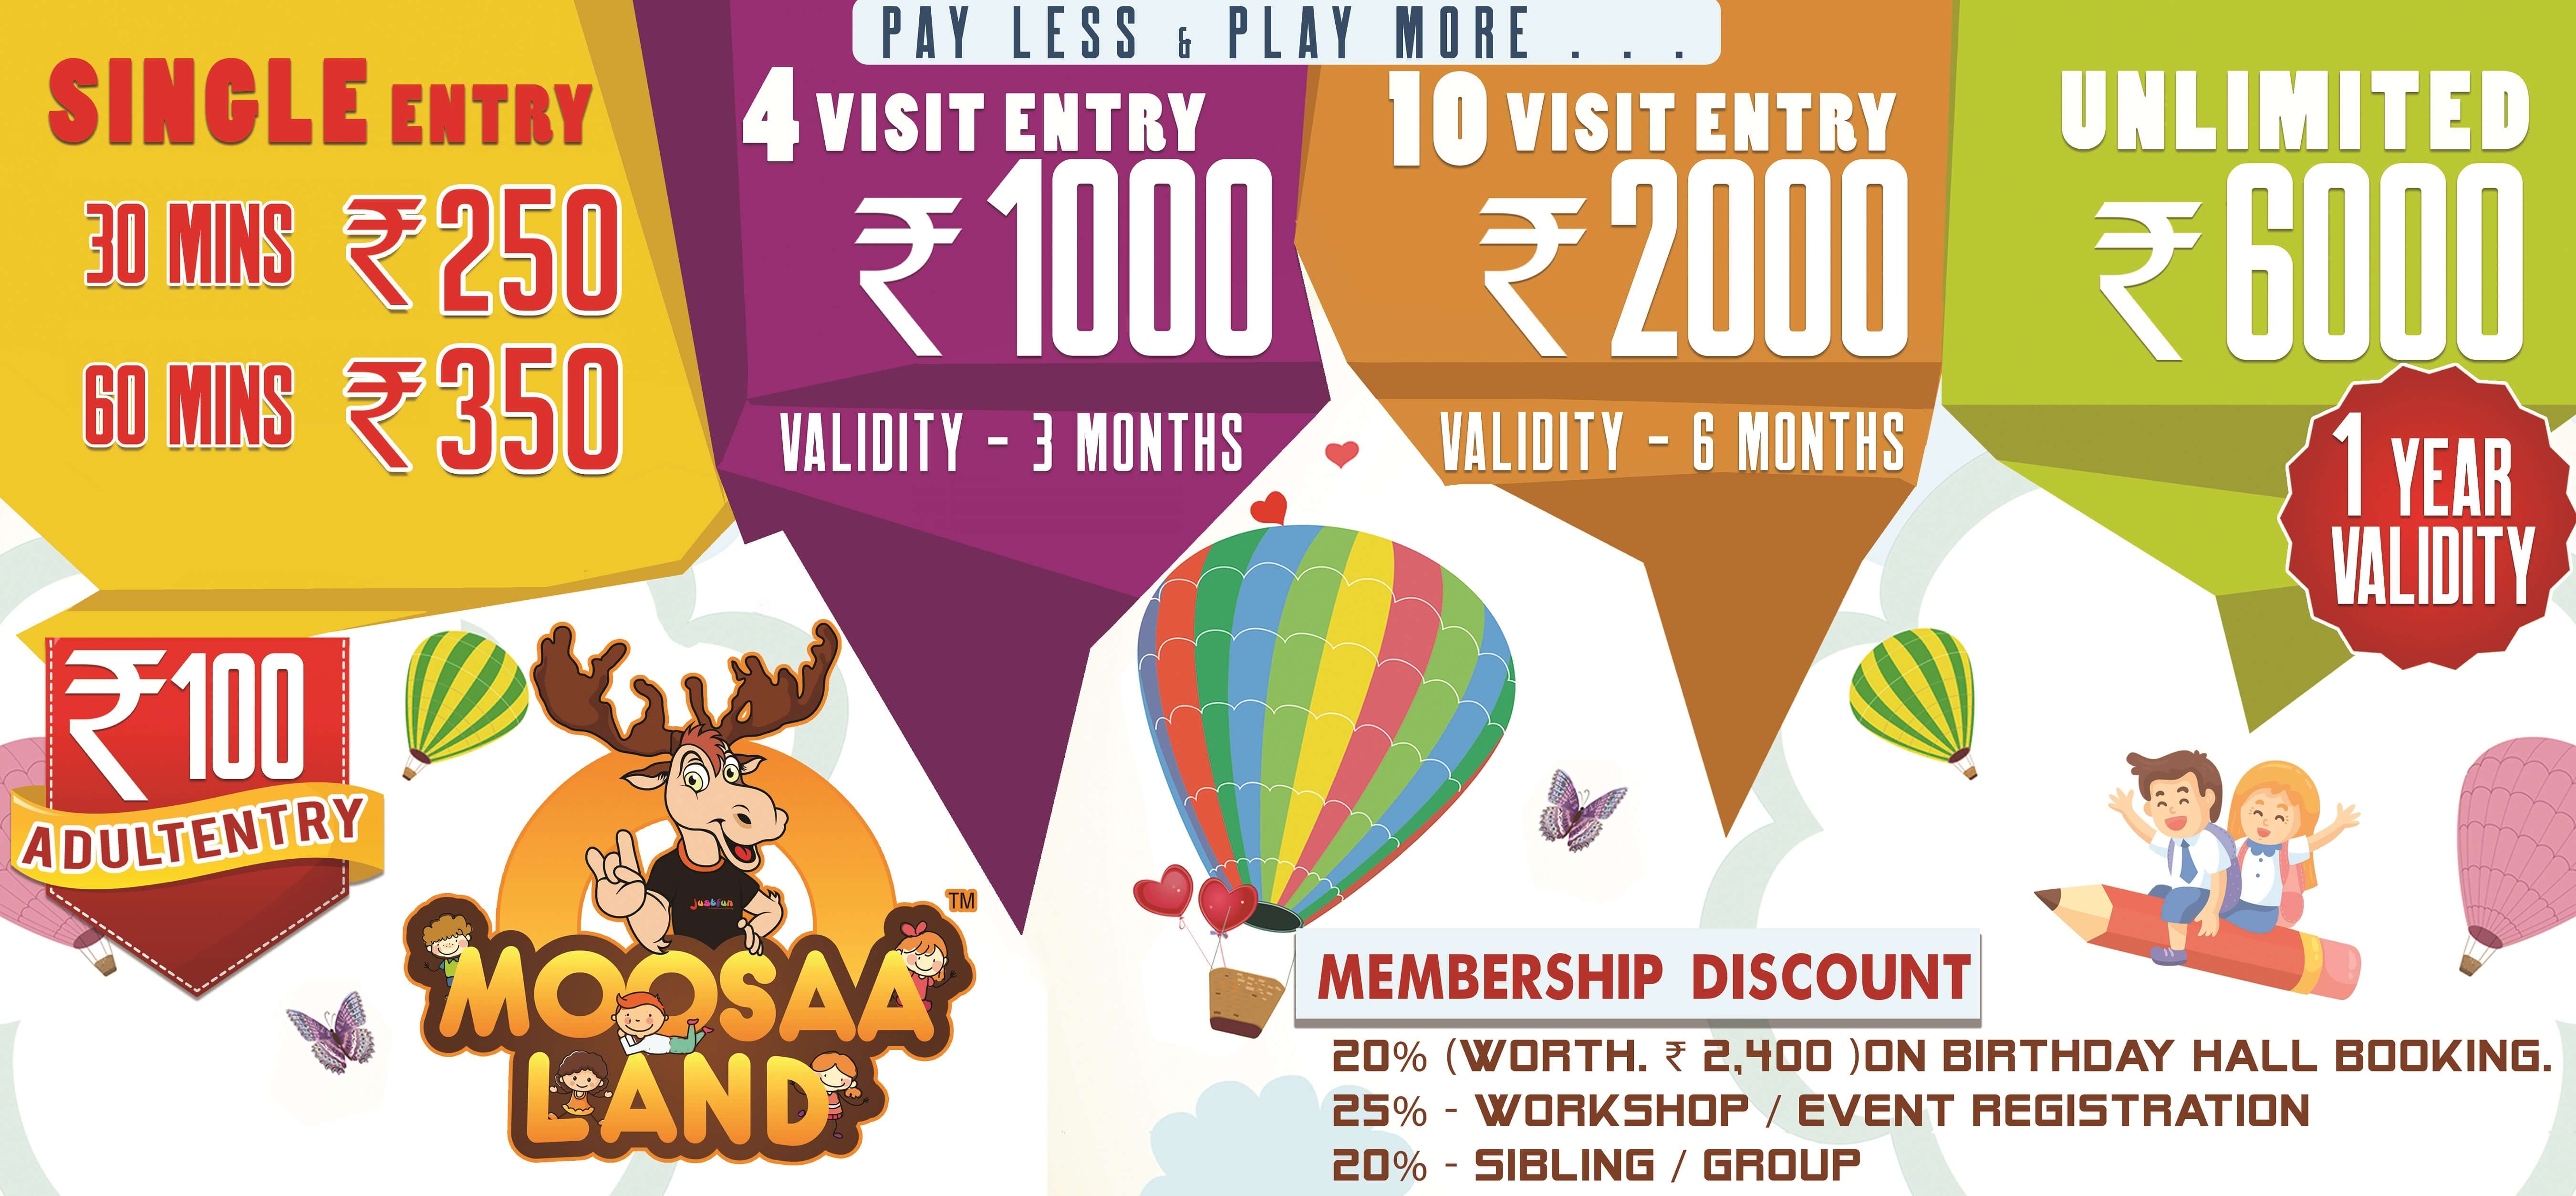 PAY LESS & PLAY MORE . . .
SINGLE ENTRY
30 MINS ₹250
60 MINS ₹350
4 VISIT ENTRY
₹1000
VALIDITY - 3 MONTHS
10 VISIT ENTRY
₹2000
VALIDITY - 6 MONTHS
UNLIMITED
₹6000
1 YEAR
VALIDITY
₹100
ADULTENTRY
justfun
MOOSAA
LAND
TM
MEMBERSHIP DISCOUNT
20% (WORTH. ₹ 2,400 )ON BIRTHDAY HALL BOOKING.
25% - WORKSHOP / EVENT REGISTRATION
20% - SIBLING / GROUP